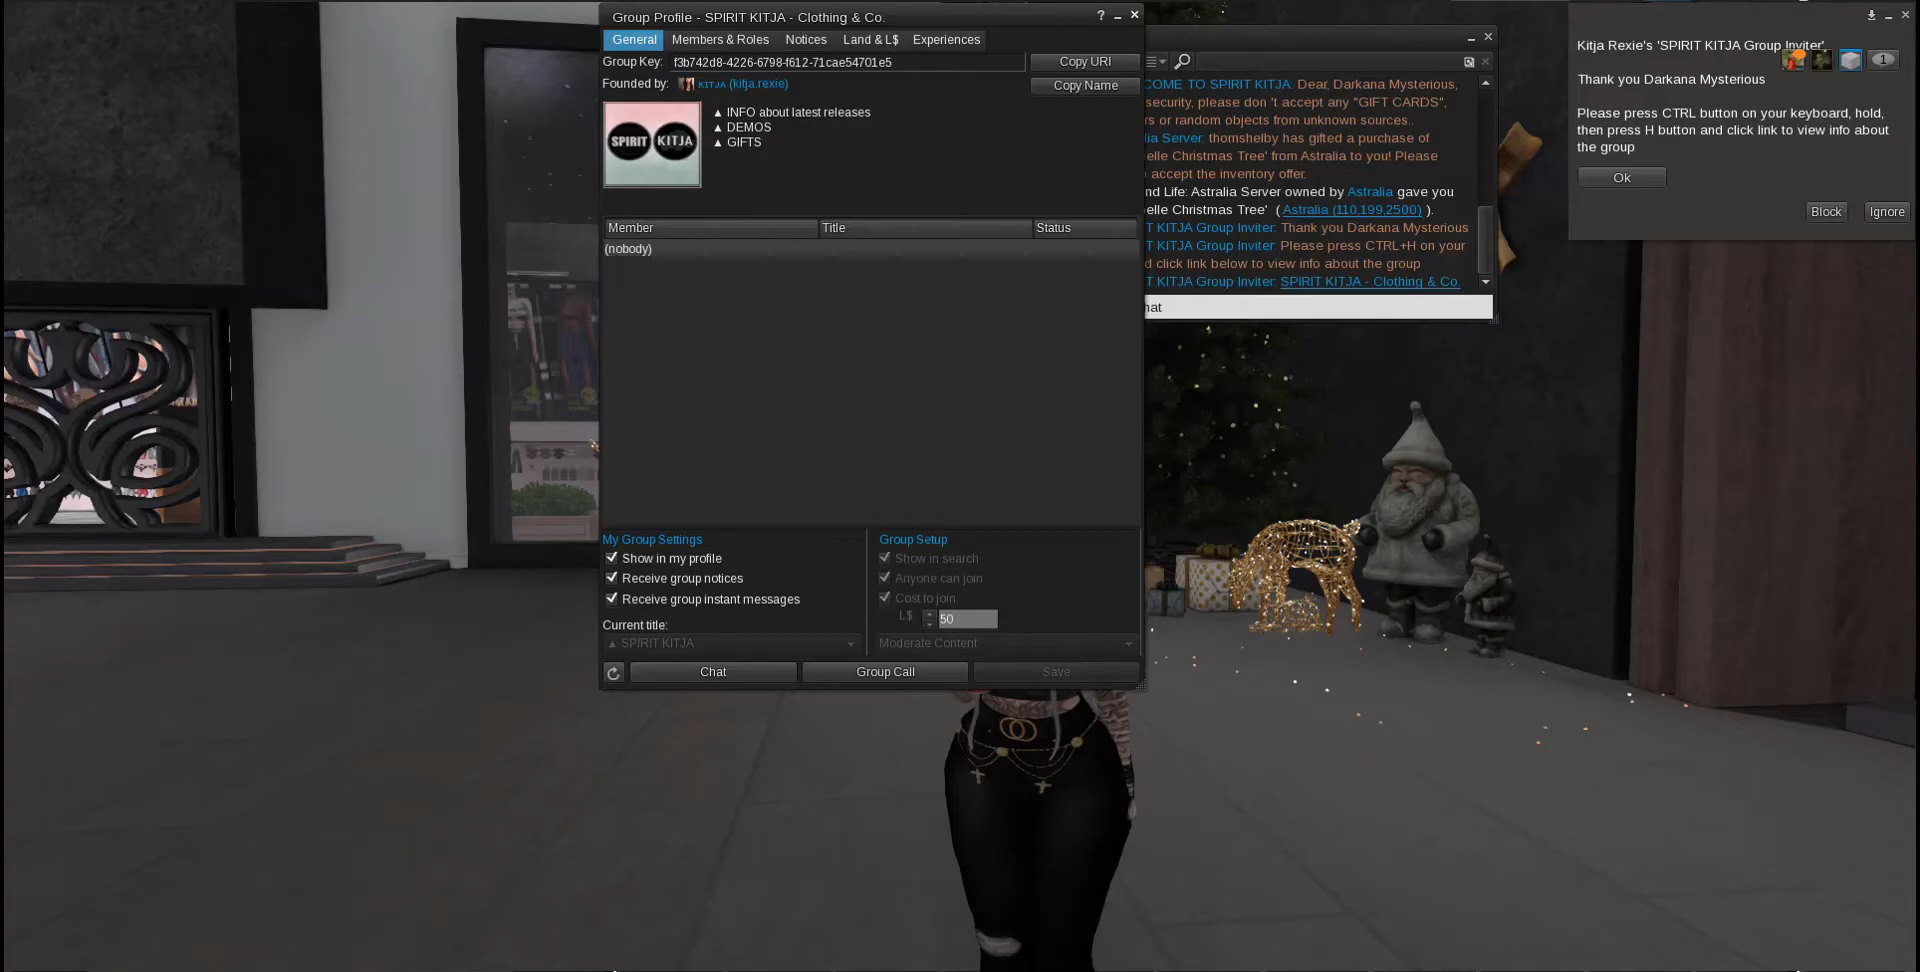 Group Profile - SPIRIT KITJA - Clothing & Co.
General Members & Roles Notices Land & L$ Experiences
Group Key: f3b742d8-4226-6798-f612-71cae54701e5 Copy URI
Founded by: KITJA (kitja.rexie) Copy Name
SPIRIT KITJA
▲ INFO about latest releases
▲ DEMOS
▲ GIFTS
Member Title Status
(nobody)
My Group Settings
Show in my profile
Receive group notices
Receive group instant messages
Current title:
▲ SPIRIT KITJA
Group Setup
Show in search
Anyone can join
Cost to join
L$ 50
Moderate Content
Chat Group Call Save
COME TO SPIRIT KITJA: Dear, Darkana Mysterious,
security, please don 't accept any "GIFT CARDS",
rs or random objects from unknown sources..
lia Server: thomshelby has gifted a purchase of
elle Christmas Tree' from Astralia to you! Please
accept the inventory offer.
nd Life: Astralia Server owned by Astralia gave you
elle Christmas Tree' ( Astralia (110,199,2500) ).
T KITJA Group Inviter: Thank you Darkana Mysterious
T KITJA Group Inviter: Please press CTRL+H on your
d click link below to view info about the group
T KITJA Group Inviter: SPIRIT KITJA - Clothing & Co.
hat
Kitja Rexie's 'SPIRIT KITJA Group Inviter'
1
Thank you Darkana Mysterious
Please press CTRL button on your keyboard, hold,
then press H button and click link to view info about
the group
Ok
Block Ignore